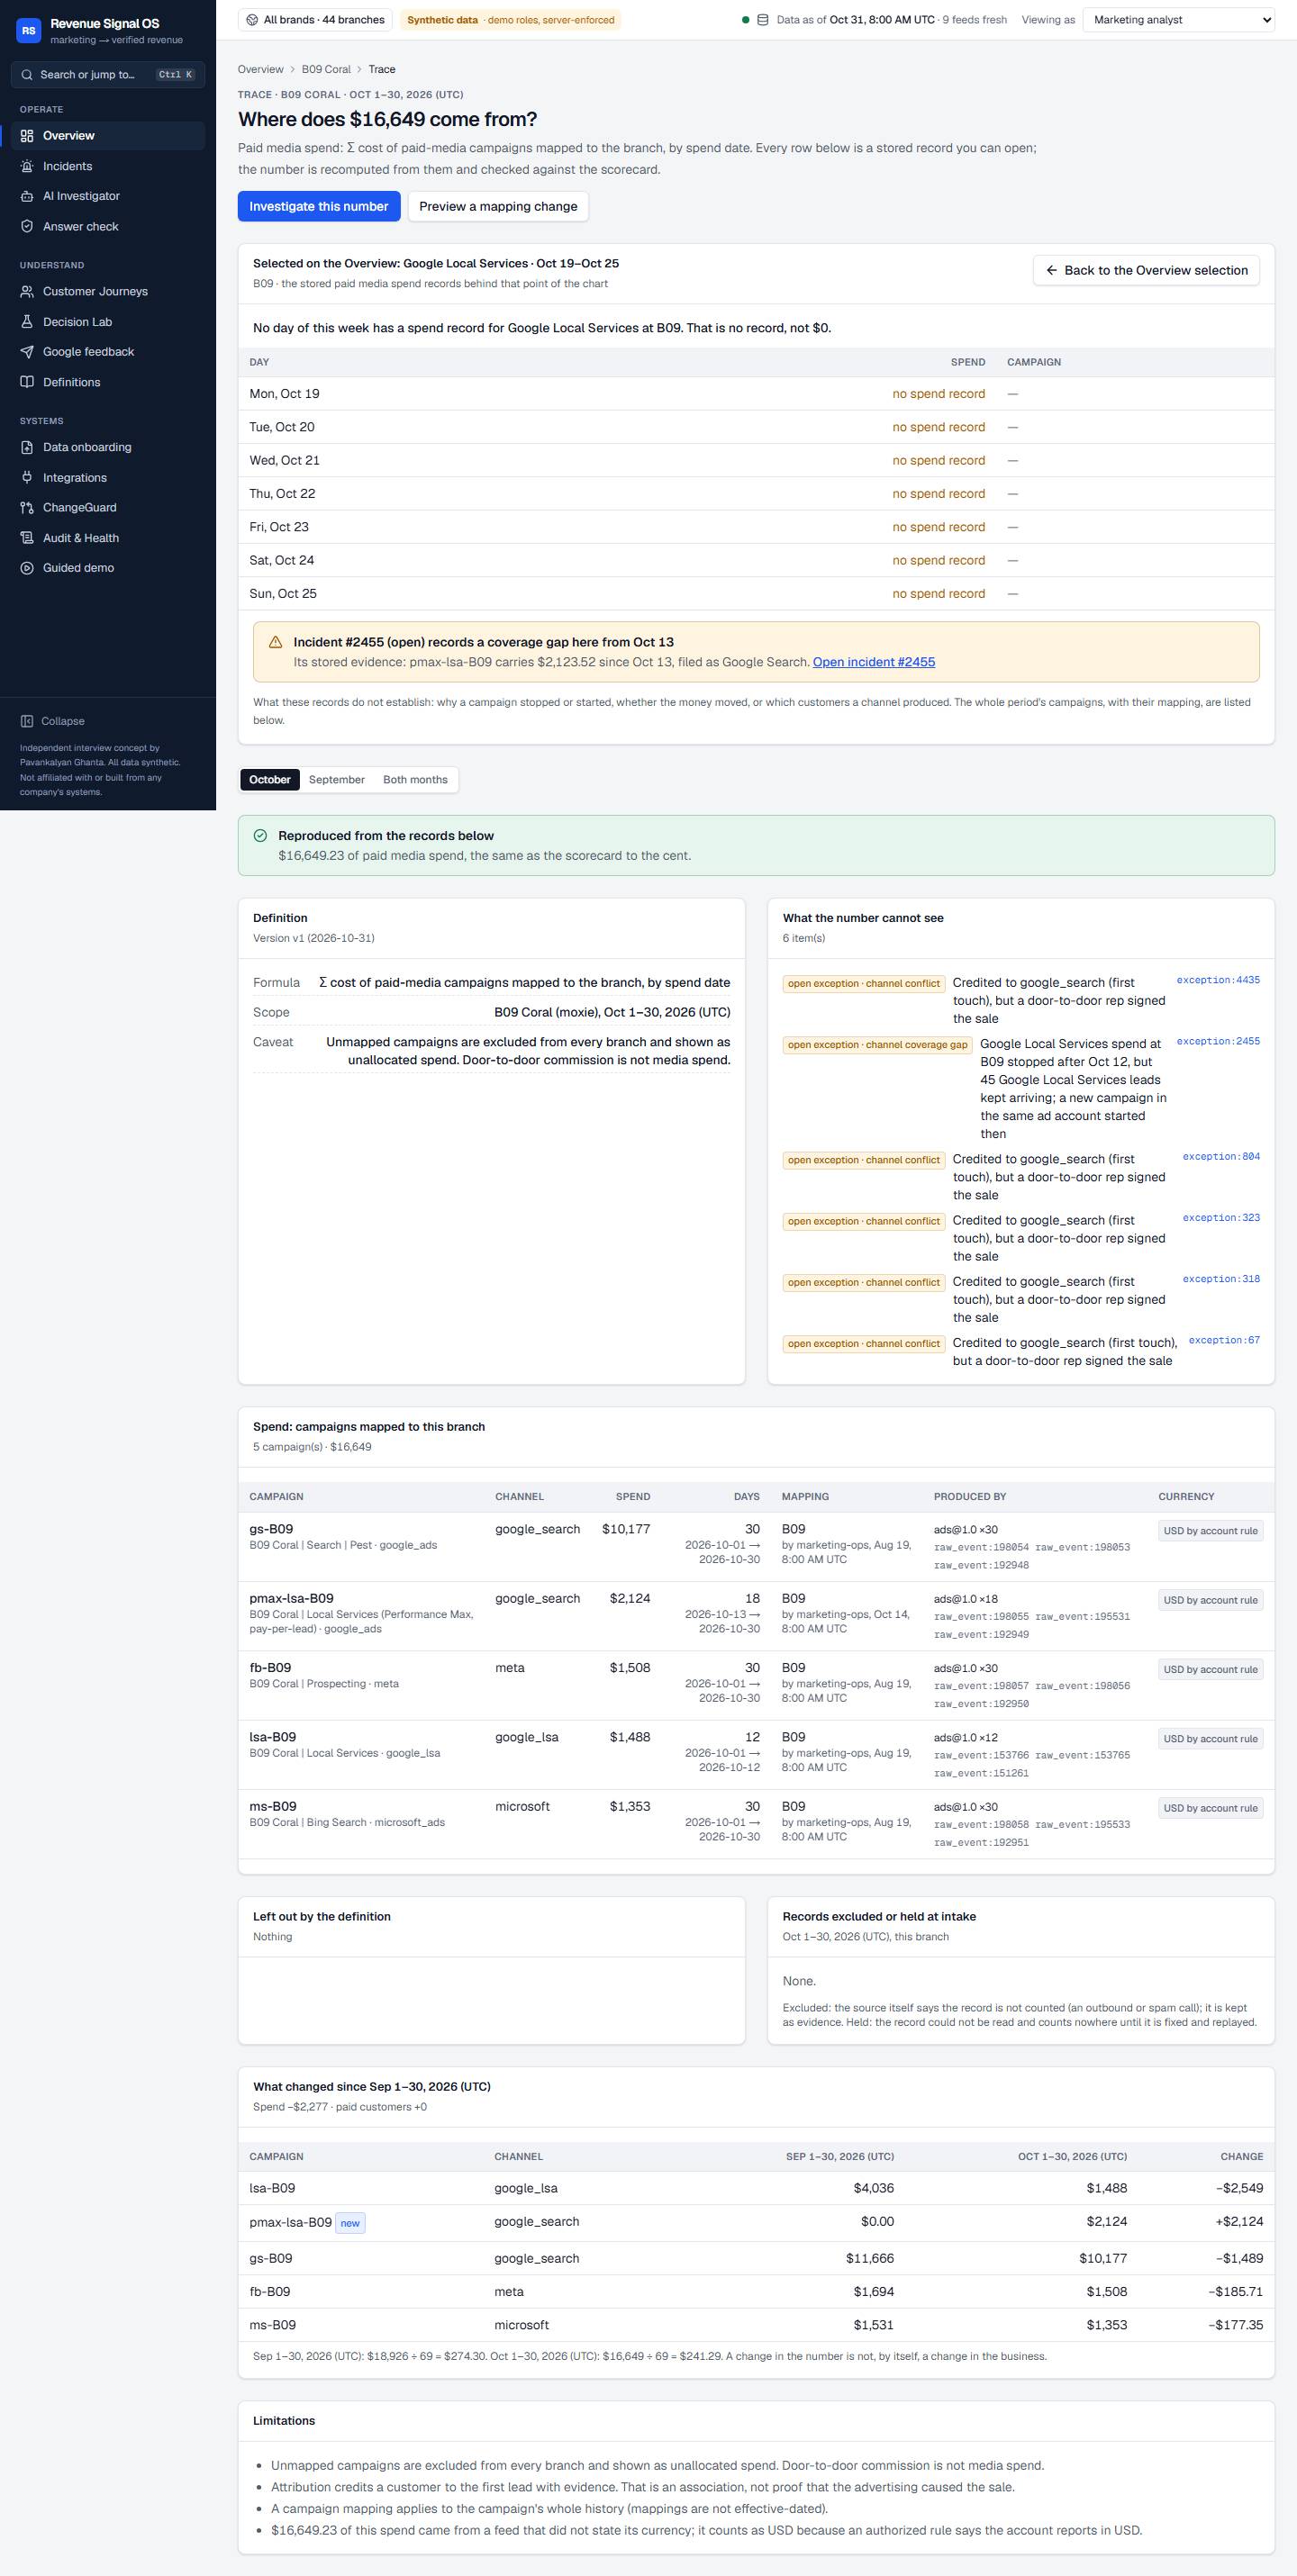 RS
Revenue Signal OS
marketing → verified revenue
Search or jump to...
Ctrl K
OPERATE
Overview
Incidents
AI Investigator
Answer check
UNDERSTAND
Customer Journeys
Decision Lab
Google feedback
Definitions
SYSTEMS
Data onboarding
Integrations
ChangeGuard
Audit & Health
Guided demo
Collapse
Independent interview concept by
Pavankalyan Ghanta. All data synthetic.
Not affiliated with or built from any
company's systems.
All brands · 44 branches
Synthetic data · demo roles, server-enforced
Data as of Oct 31, 8:00 AM UTC · 9 feeds fresh
Viewing as
Marketing analyst
Overview > B09 Coral > Trace
TRACE · B09 CORAL · OCT 1–30, 2026 (UTC)
Where does $16,649 come from?
Paid media spend: Σ cost of paid-media campaigns mapped to the branch, by spend date. Every row below is a stored record you can open;
the number is recomputed from them and checked against the scorecard.
Investigate this number
Preview a mapping change
Selected on the Overview: Google Local Services · Oct 19–Oct 25
B09 · the stored paid media spend records behind that point of the chart
← Back to the Overview selection
No day of this week has a spend record for Google Local Services at B09. That is no record, not $0.
DAY SPEND CAMPAIGN
Mon, Oct 19 no spend record —
Tue, Oct 20 no spend record —
Wed, Oct 21 no spend record —
Thu, Oct 22 no spend record —
Fri, Oct 23 no spend record —
Sat, Oct 24 no spend record —
Sun, Oct 25 no spend record —
Incident #2455 (open) records a coverage gap here from Oct 13
Its stored evidence: pmax-lsa-B09 carries $2,123.52 since Oct 13, filed as Google Search. Open incident #2455
What these records do not establish: why a campaign stopped or started, whether the money moved, or which customers a channel produced. The whole period's campaigns, with their mapping, are listed
below.
October September Both months
Reproduced from the records below
$16,649.23 of paid media spend, the same as the scorecard to the cent.
Definition
Version v1 (2026-10-31)
Formula Σ cost of paid-media campaigns mapped to the branch, by spend date
Scope B09 Coral (moxie), Oct 1–30, 2026 (UTC)
Caveat Unmapped campaigns are excluded from every branch and shown as
unallocated spend. Door-to-door commission is not media spend.
What the number cannot see
6 item(s)
open exception · channel conflict Credited to google_search (first exception:4435
touch), but a door-to-door rep signed
the sale
open exception · channel coverage gap Google Local Services spend at exception:2455
B09 stopped after Oct 12, but
45 Google Local Services leads
kept arriving; a new campaign in
the same ad account started
then
open exception · channel conflict Credited to google_search (first exception:804
touch), but a door-to-door rep signed
the sale
open exception · channel conflict Credited to google_search (first exception:323
touch), but a door-to-door rep signed
the sale
open exception · channel conflict Credited to google_search (first exception:318
touch), but a door-to-door rep signed
the sale
open exception · channel conflict Credited to google_search (first touch), exception:67
but a door-to-door rep signed the sale
Spend: campaigns mapped to this branch
5 campaign(s) · $16,649
CAMPAIGN CHANNEL SPEND DAYS MAPPING PRODUCED BY CURRENCY
gs-B09 google_search $10,177 30 B09 ads@1.0 ×30 USD by account rule
B09 Coral | Search | Pest · google_ads 2026-10-01 → by marketing-ops, Aug 19, raw_event:198054 raw_event:198053
2026-10-30 8:00 AM UTC raw_event:192948
pmax-lsa-B09 google_search $2,124 18 B09 ads@1.0 ×18 USD by account rule
B09 Coral | Local Services (Performance Max, 2026-10-13 → by marketing-ops, Oct 14, raw_event:198055 raw_event:195531
pay-per-lead) · google_ads 2026-10-30 8:00 AM UTC raw_event:192949
fb-B09 meta $1,508 30 B09 ads@1.0 ×30 USD by account rule
B09 Coral | Prospecting · meta 2026-10-01 → by marketing-ops, Aug 19, raw_event:198057 raw_event:198056
2026-10-30 8:00 AM UTC raw_event:192950
lsa-B09 google_lsa $1,488 12 B09 ads@1.0 ×12 USD by account rule
B09 Coral | Local Services · google_lsa 2026-10-01 → by marketing-ops, Aug 19, raw_event:153766 raw_event:153765
2026-10-12 8:00 AM UTC raw_event:151261
ms-B09 microsoft $1,353 30 B09 ads@1.0 ×30 USD by account rule
B09 Coral | Bing Search · microsoft_ads 2026-10-01 → by marketing-ops, Aug 19, raw_event:198058 raw_event:195533
2026-10-30 8:00 AM UTC raw_event:192951
Left out by the definition
Nothing
Records excluded or held at intake
Oct 1–30, 2026 (UTC), this branch
None.
Excluded: the source itself says the record is not counted (an outbound or spam call); it is kept
as evidence. Held: the record could not be read and counts nowhere until it is fixed and replayed.
What changed since Sep 1–30, 2026 (UTC)
Spend −$2,277 · paid customers +0
CAMPAIGN CHANNEL SEP 1–30, 2026 (UTC) OCT 1–30, 2026 (UTC) CHANGE
lsa-B09 google_lsa $4,036 $1,488 −$2,549
pmax-lsa-B09 new google_search $0.00 $2,124 +$2,124
gs-B09 google_search $11,666 $10,177 −$1,489
fb-B09 meta $1,694 $1,508 −$185.71
ms-B09 microsoft $1,531 $1,353 −$177.35
Sep 1–30, 2026 (UTC): $18,926 ÷ 69 = $274.30. Oct 1–30, 2026 (UTC): $16,649 ÷ 69 = $241.29. A change in the number is not, by itself, a change in the business.
Limitations
• Unmapped campaigns are excluded from every branch and shown as unallocated spend. Door-to-door commission is not media spend.
• Attribution credits a customer to the first lead with evidence. That is an association, not proof that the advertising caused the sale.
• A campaign mapping applies to the campaign's whole history (mappings are not effective-dated).
• $16,649.23 of this spend came from a feed that did not state its currency; it counts as USD because an authorized rule says the account reports in USD.